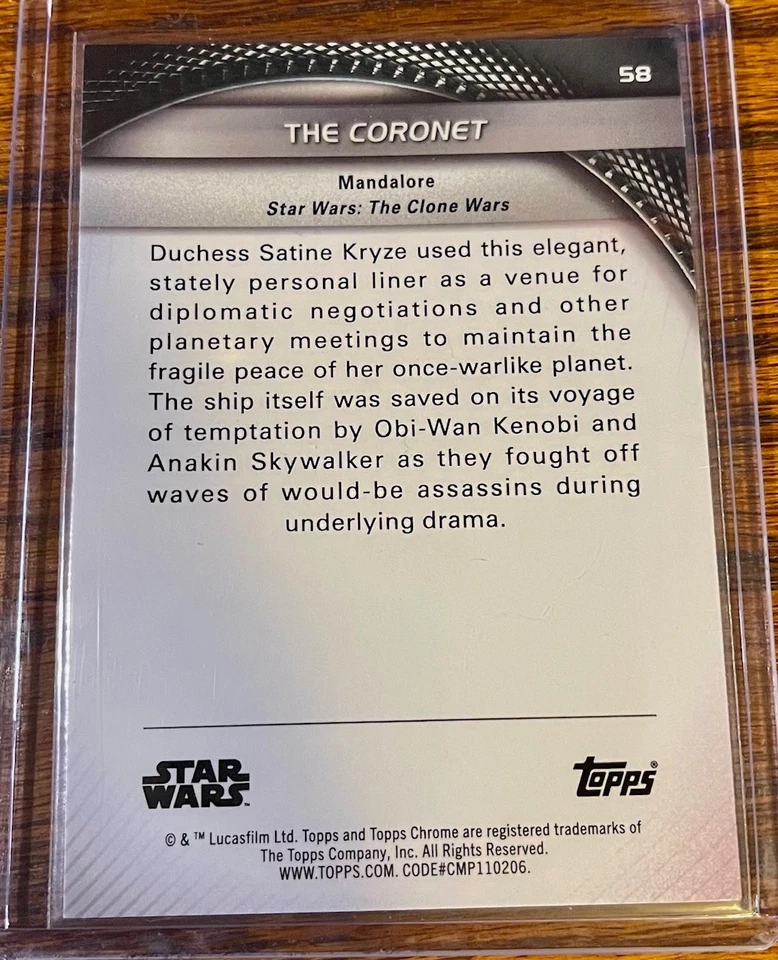 58
THE CORONET
Mandalore
Star Wars: The Clone Wars
Duchess Satine Kryze used this elegant,
stately personal liner as a venue for
diplomatic negotiations and other
planetary meetings to maintain the
fragile peace of her once-warlike planet.
The ship itself was saved on its voyage
of temptation by Obi-Wan Kenobi and
Anakin Skywalker as they fought off
waves of would-be assassins during
underlying drama.
STAR
WARS™
topps®
© & ™ Lucasfilm Ltd. Topps and Topps Chrome are registered trademarks of
The Topps Company, Inc. All Rights Reserved.
WWW.TOPPS.COM. CODE#CMP110206.